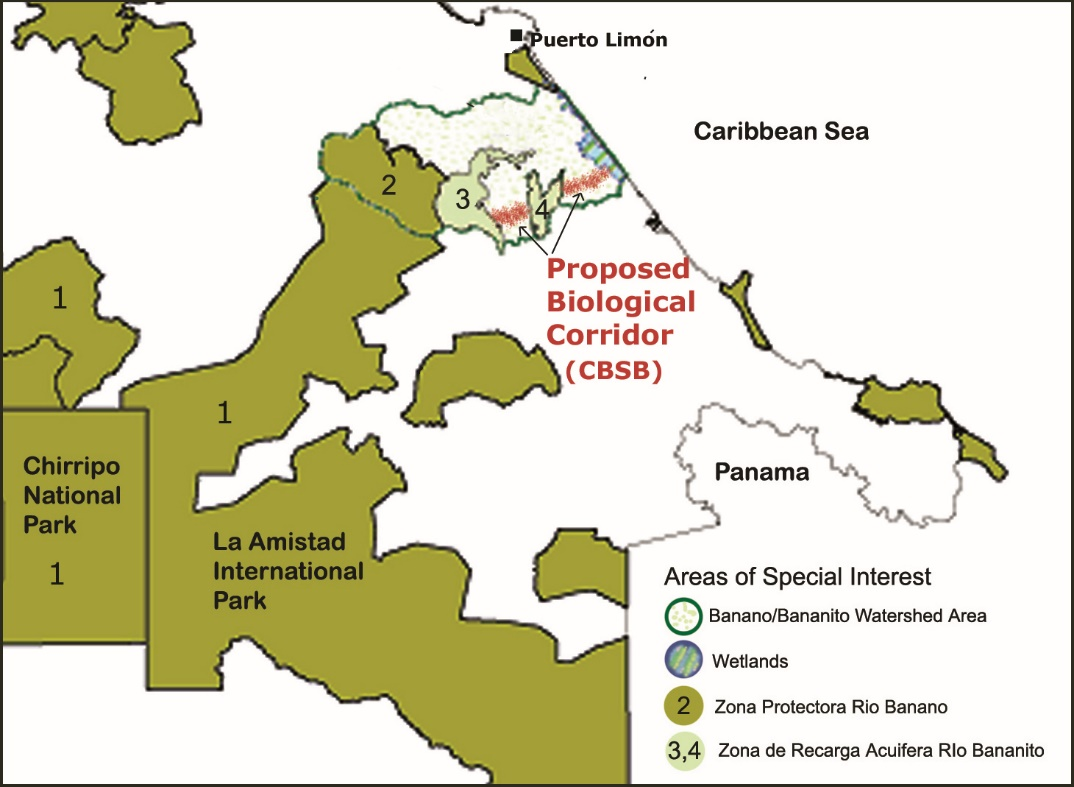 Puerto Limón
Caribbean Sea
2
3
4
Proposed
Biological
Corridor
(CBSB)
1
1
Chirripo
National
Park
1
Panama
La Amistad
International
Park
Areas of Special Interest
Banano/Bananito Watershed Area
Wetlands
2 Zona Protectora Rio Banano
3,4 Zona de Recarga Acuifera RIo Bananito